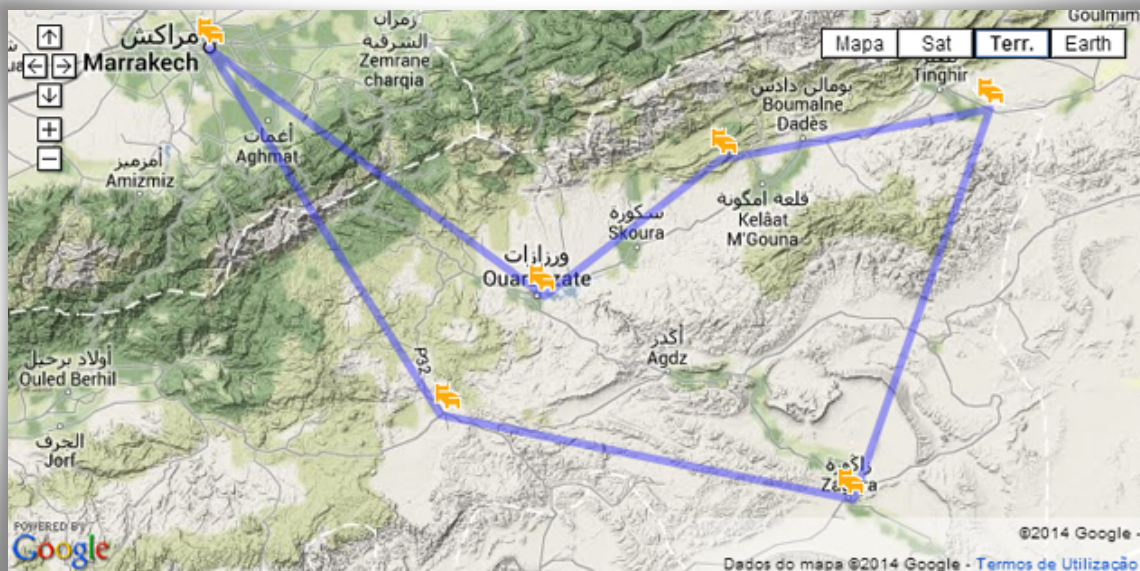 مراكش
Marrakech
زمران
الشرقية
Zemrane
charqia
Goulmim
Mapa
Sat
Terr.
Earth
Tinghir
بومالن دادس
Boumalne
Dadès
أغمات
Aghmat
أمزميز
Amizmiz
قلعة امگونة
Kelâat
M'Gouna
سكورة
Skoura
ورزازات
أكدز
Agdz
P32
أولاد برحيل
Ouled Berhil
الجرف
Jorf
زاكورة
POWERED BY
Google
©2014 Google -
Dados do mapa ©2014 Google - Termos de Utilização